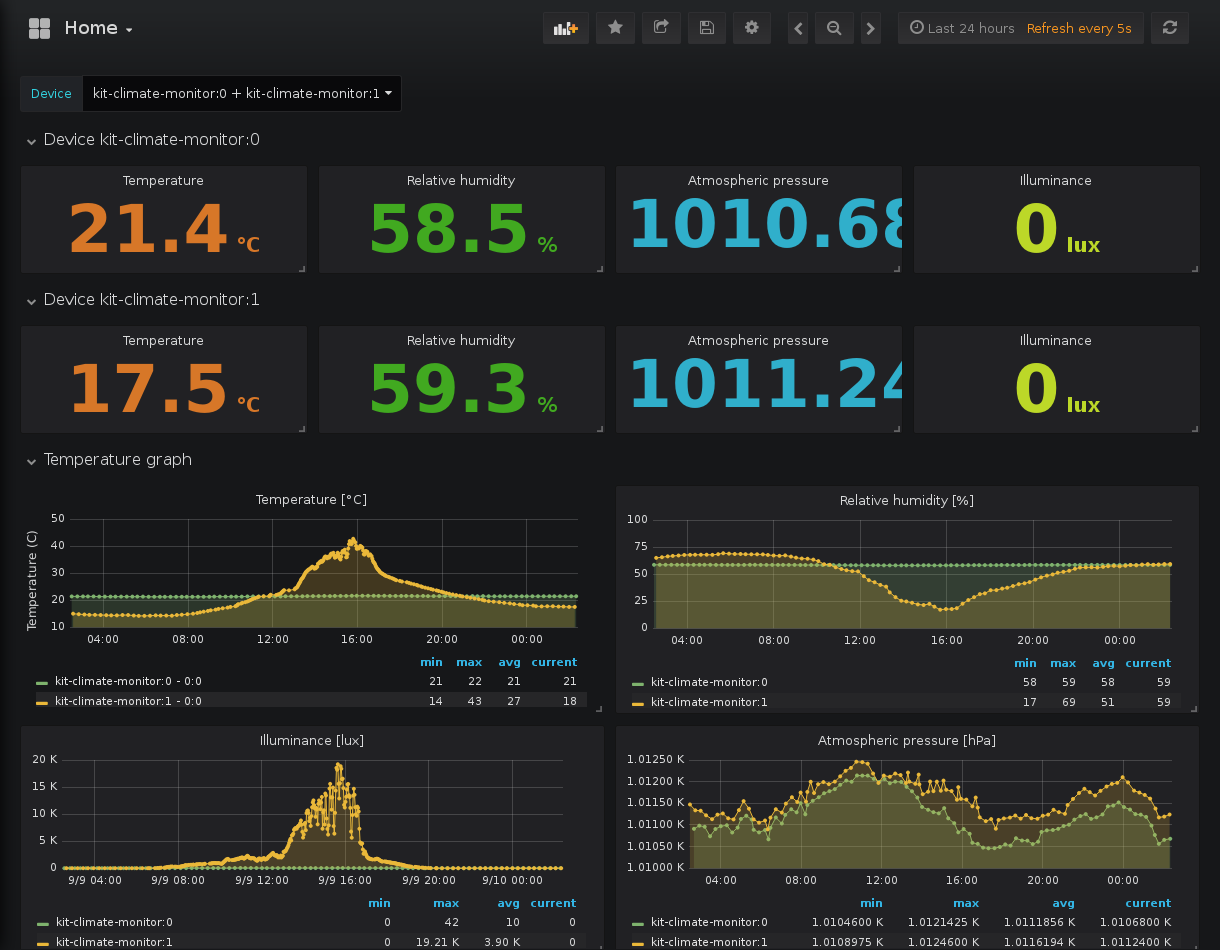 Home
Last 24 hours Refresh every 5s
Device kit-climate-monitor:0 + kit-climate-monitor:1
Device kit-climate-monitor:0
Temperature Relative humidity Atmospheric pressure Illuminance
21.4 °C 58.5 % 1010.68 0 lux
Device kit-climate-monitor:1
Temperature Relative humidity Atmospheric pressure Illuminance
17.5 °C 59.3 % 1011.24 0 lux
Temperature graph
Temperature [°C]
Temperature (C)
50
40
30
20
10
04:00 08:00 12:00 16:00 20:00 00:00
min max avg current
kit-climate-monitor:0 - 0:0 21 22 21 21
kit-climate-monitor:1 - 0:0 14 43 27 18
Relative humidity [%]
100
75
50
25
0
04:00 08:00 12:00 16:00 20:00 00:00
min max avg current
kit-climate-monitor:0 58 59 58 59
kit-climate-monitor:1 17 69 51 59
Illuminance [lux]
20 K
15 K
10 K
5 K
0
9/9 04:00 9/9 08:00 9/9 12:00 9/9 16:00 9/9 20:00 9/10 00:00
min max avg current
kit-climate-monitor:0 0 42 10 0
kit-climate-monitor:1 0 19.21 K 3.90 K 0
Atmospheric pressure [hPa]
1.01250 K
1.01200 K
1.01150 K
1.01100 K
1.01050 K
1.01000 K
04:00 08:00 12:00 16:00 20:00 00:00
min max avg current
kit-climate-monitor:0 1.0104600 K 1.0121425 K 1.0111856 K 1.0106800 K
kit-climate-monitor:1 1.0108975 K 1.0124600 K 1.0116194 K 1.0112400 K